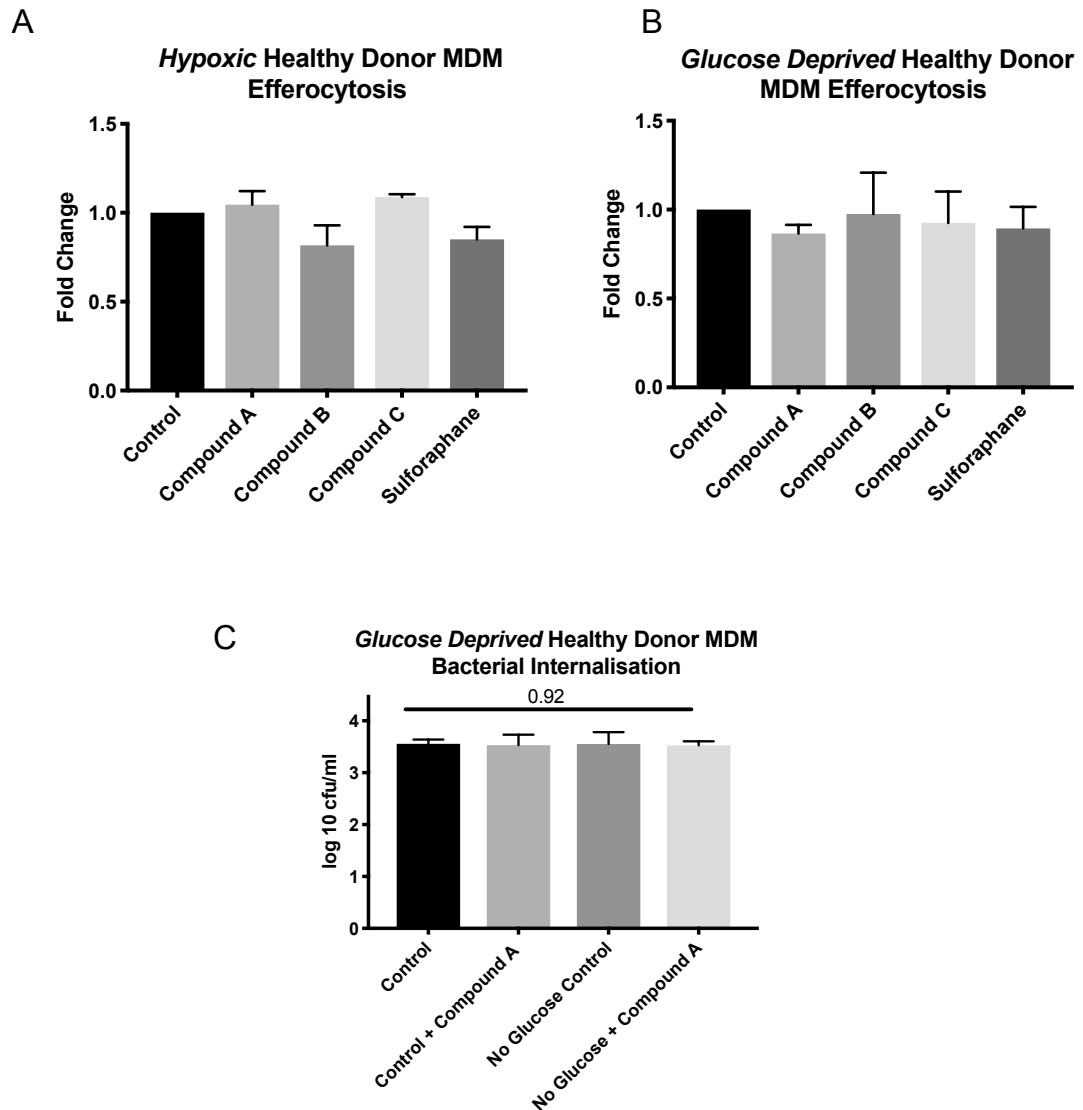 A
Hypoxic Healthy Donor MDM
Efferocytosis
1.5
1.0
0.5
0.0
Fold Change
Control
Compound A
Compound B
Compound C
Sulforaphane
B
Glucose Deprived Healthy Donor
MDM Efferocytosis
1.5
1.0
0.5
0.0
Fold Change
Control
Compound A
Compound B
Compound C
Sulforaphane
C
Glucose Deprived Healthy Donor MDM
Bacterial Internalisation
0.92
4
3
2
1
0
log 10 cfu/ml
Control
Control + Compound A
No Glucose Control
No Glucose + Compound A